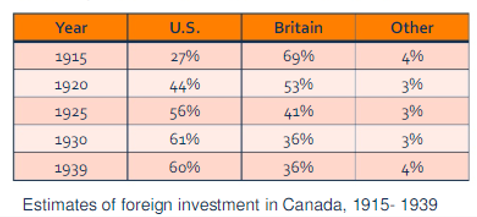 Year U.S. Britain Other
1915 27% 69% 4%
1920 44% 53% 3%
1925 56% 41% 3%
1930 61% 36% 3%
1939 60% 36% 4%
Estimates of foreign investment in Canada, 1915- 1939